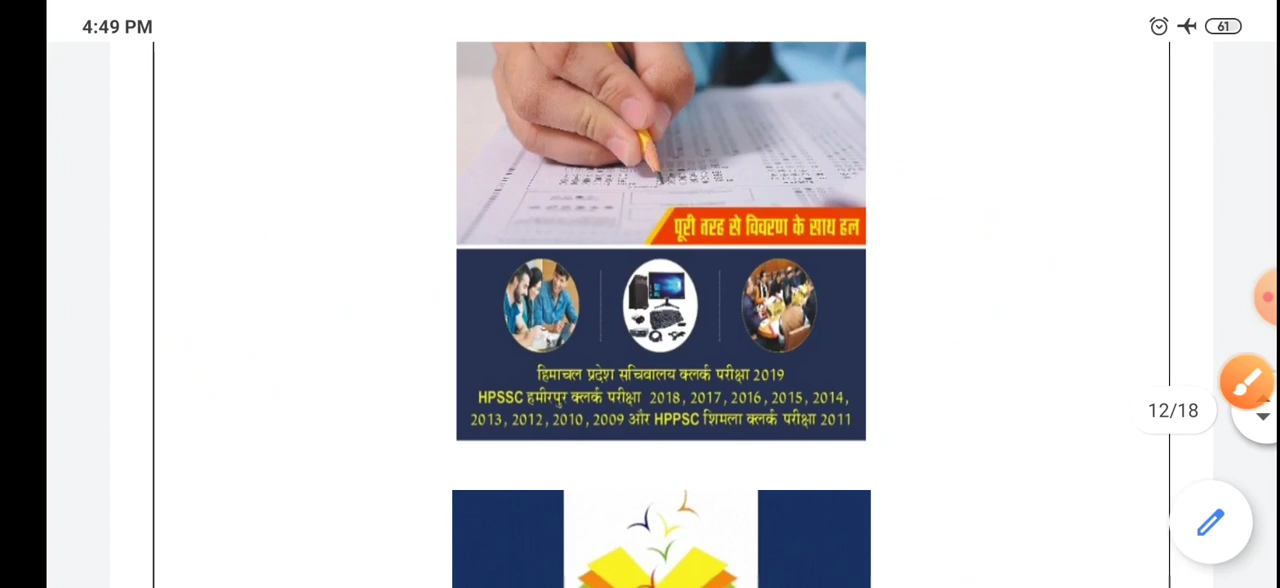 4:49 PM
61
पूरी तरह से विवरण के साथ हल
हिमाचल प्रदेश सचिवालय क्लर्क परीक्षा 2019
HPSSC हमीरपुर क्लर्क परीक्षा 2018, 2017, 2016, 2015, 2014,
2013, 2012, 2010, 2009 और HPPSC शिमला क्लर्क परीक्षा 2011
12/18